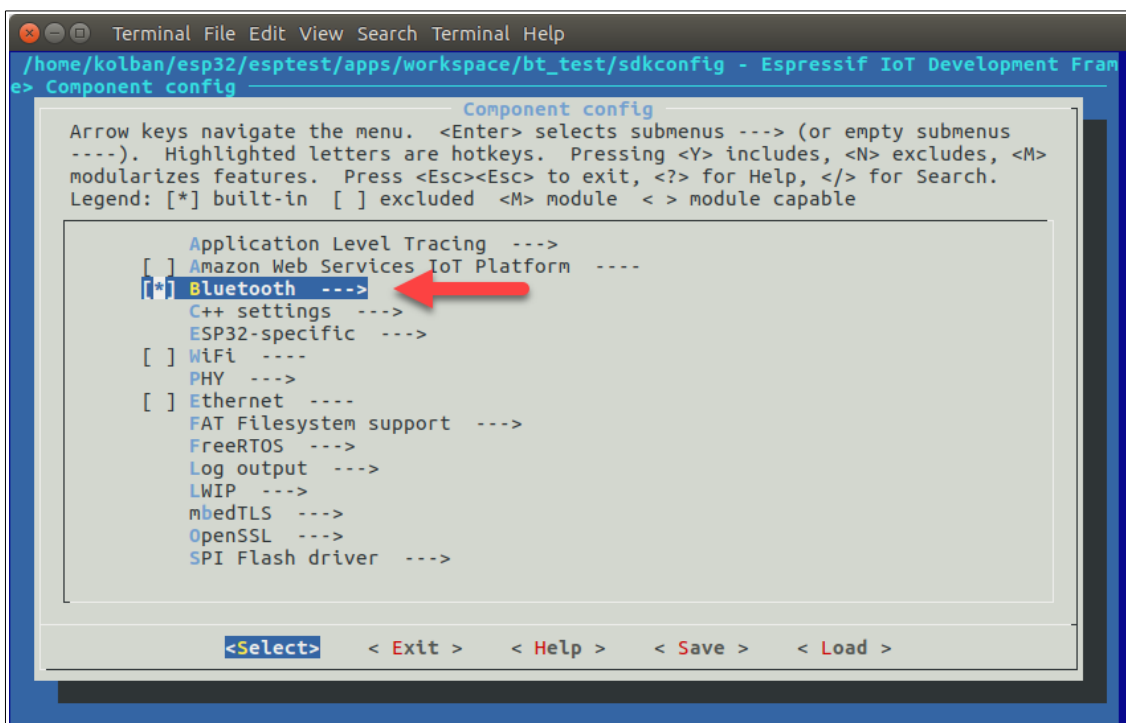 Terminal File Edit View Search Terminal Help
/home/kolban/esp32/esptest/apps/workspace/bt_test/sdkconfig - Espressif IoT Development Fram
e> Component config
Component config
Arrow keys navigate the menu. <Enter> selects submenus ---> (or empty submenus
----). Highlighted letters are hotkeys. Pressing <Y> includes, <N> excludes, <M>
modularizes features. Press <Esc><Esc> to exit, <?> for Help, </> for Search.
Legend: [*] built-in [ ] excluded <M> module < > module capable
Application Level Tracing --->
[ ] Amazon Web Services IoT Platform ----
[*] Bluetooth --->
C++ settings --->
ESP32-specific --->
[ ] WiFi ----
PHY --->
[ ] Ethernet ----
FAT Filesystem support --->
FreeRTOS --->
Log output --->
LWIP --->
mbedTLS --->
OpenSSL --->
SPI Flash driver --->
<Select> < Exit > < Help > < Save > < Load >